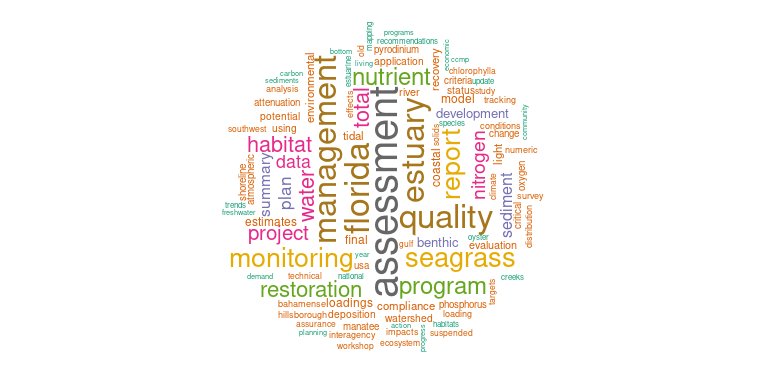 programs
mapping
recommendations
old
pyrodinium
bottom
living
application
economic
ccmp
recovery
estuarine
environmental
nutrient
chlorophylla
carbon
sediments
analysis
criteria
update
status
study
management
total
assessment
effects
river
model
tracking
attenuation
estuary
development
community
potential
southwest
using
tidal
florida
solids
species
conditions
change
habitat
report
nitrogen
light
numeric
data
coastal
summary
plan
water
shoreline
atmospheric
climate
oxygen
survey
trends
freshwater
estimates
quality
sediment
critical
distribution
project
final
gulf
benthic
oyster
evaluation
monitoring
year
usa
seagrass
demand
technical
national
creeks
restoration
program
targets
bahamense
loadings
compliance
phosphorus
hillsborough
deposition
watershed
loading
assurance
manatee
action
habitats
planning
interagency
impacts
progress
suspended
workshop
ecosystem